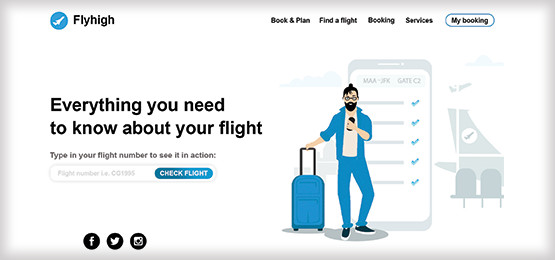 Flyhigh
Book & Plan
Find a flight
Booking
Services
My booking
Everything you need
to know about your flight
Type in your flight number to see it in action:
Flight number i.e. CG1995
CHECK FLIGHT
MAA - JFK
GATE C2